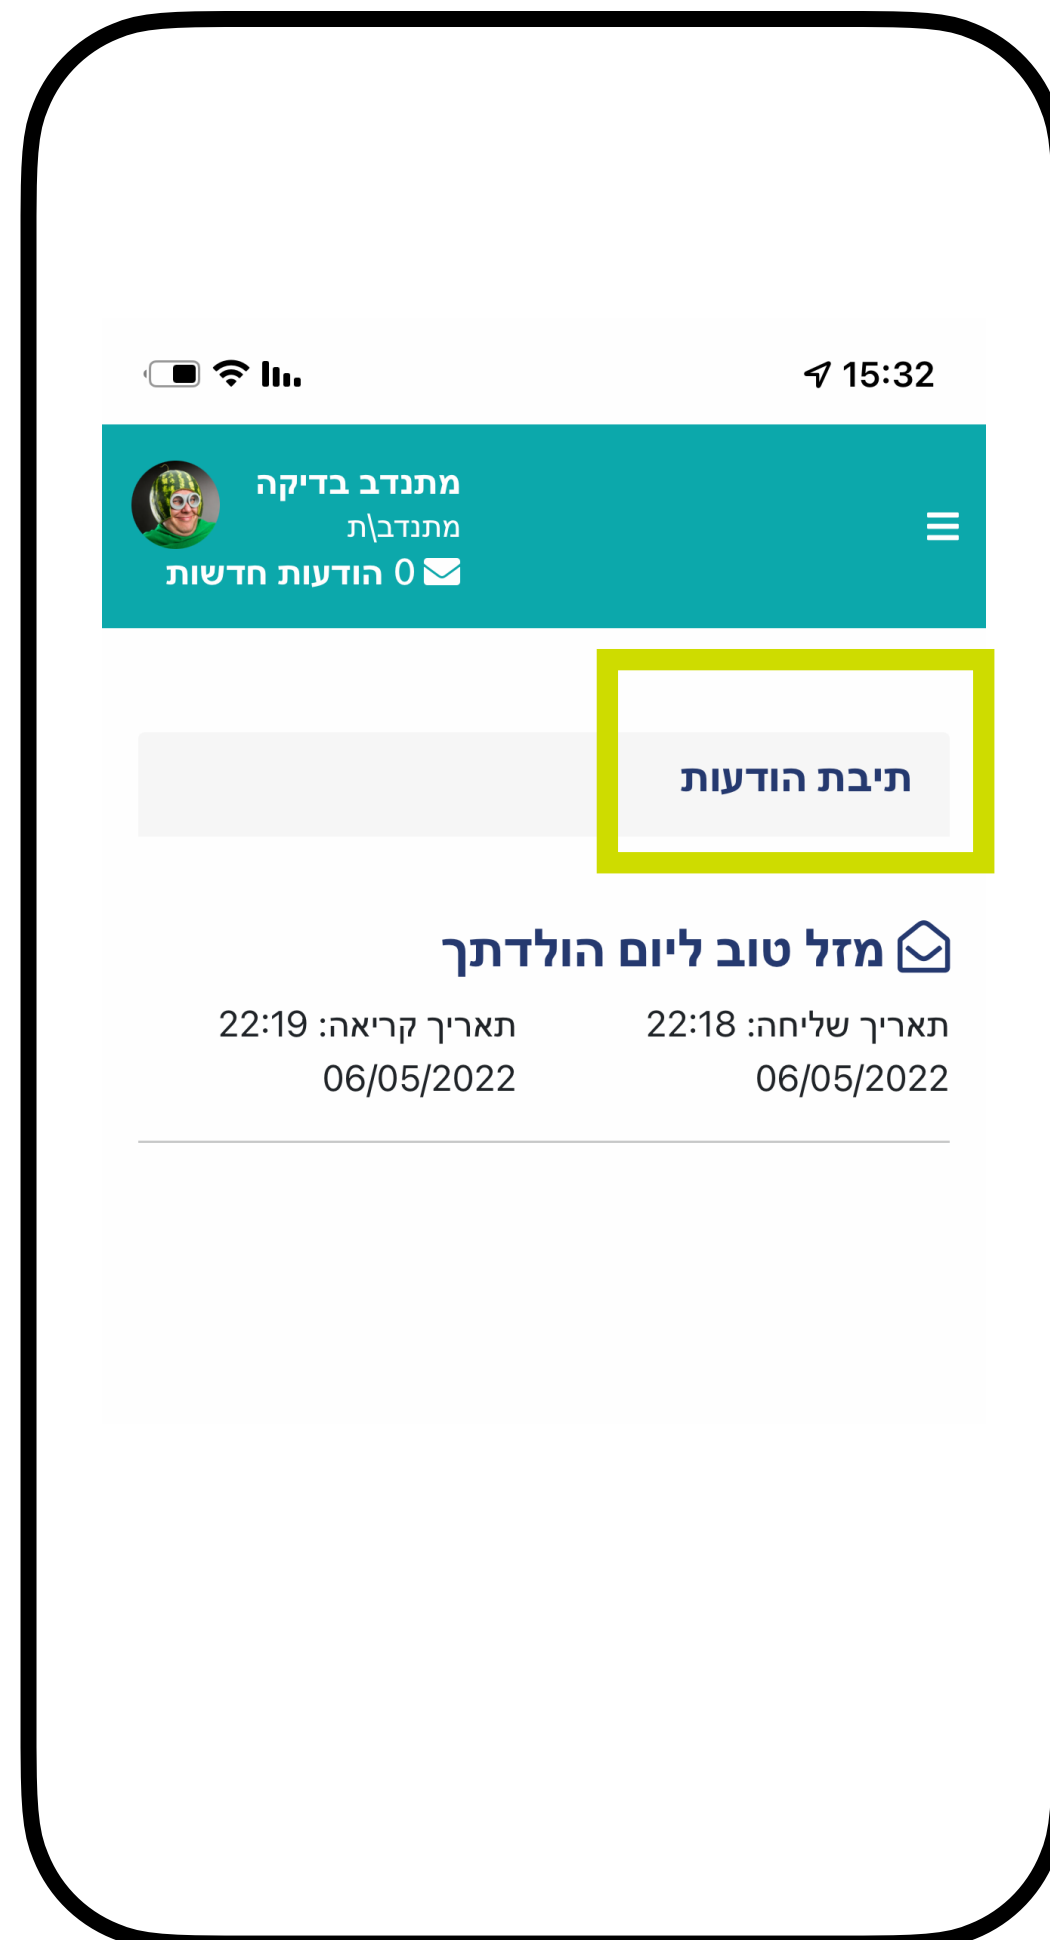 15:32
מתנדב בדיקה
מתנדב\ת
0 הודעות חדשות
תיבת הודעות
מזל טוב ליום הולדתך
תאריך שליחה: 22:18
06/05/2022
תאריך קריאה: 22:19
06/05/2022